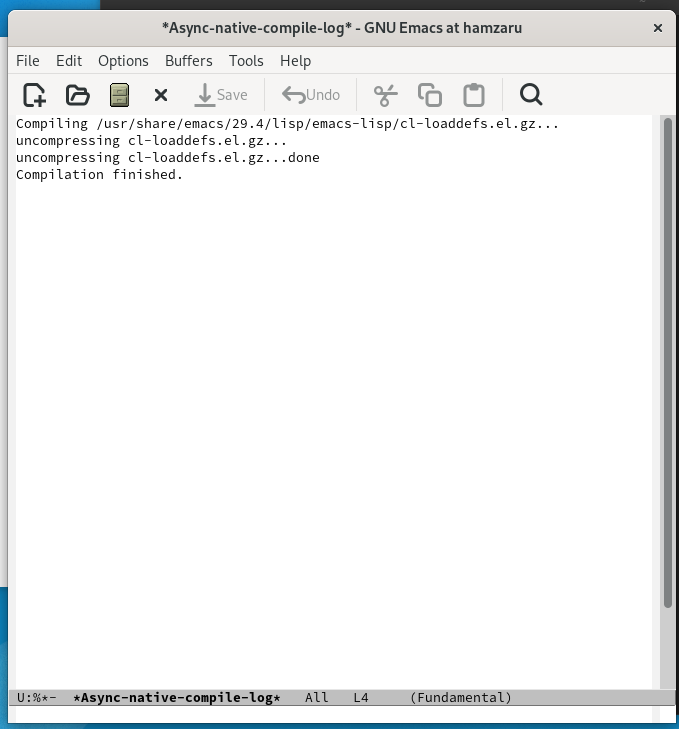 *Async-native-compile-log* - GNU Emacs at hamzaru
File Edit Options Buffers Tools Help
Save Undo
Compiling /usr/share/emacs/29.4/lisp/emacs-lisp/cl-loaddefs.el.gz...
uncompressing cl-loaddefs.el.gz...
uncompressing cl-loaddefs.el.gz...done
Compilation finished.
U:%*- *Async-native-compile-log* All L4 (Fundamental)